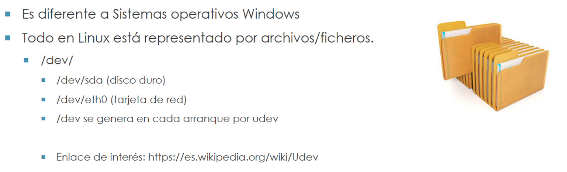 Es diferente a Sistemas operativos Windows
Todo en Linux está representado por archivos/ficheros.
/dev/
/dev/sda (disco duro)
/dev/eth0 (tarjeta de red)
/dev se genera en cada arranque por udev
Enlace de interés: https://es.wikipedia.org/wiki/Udev